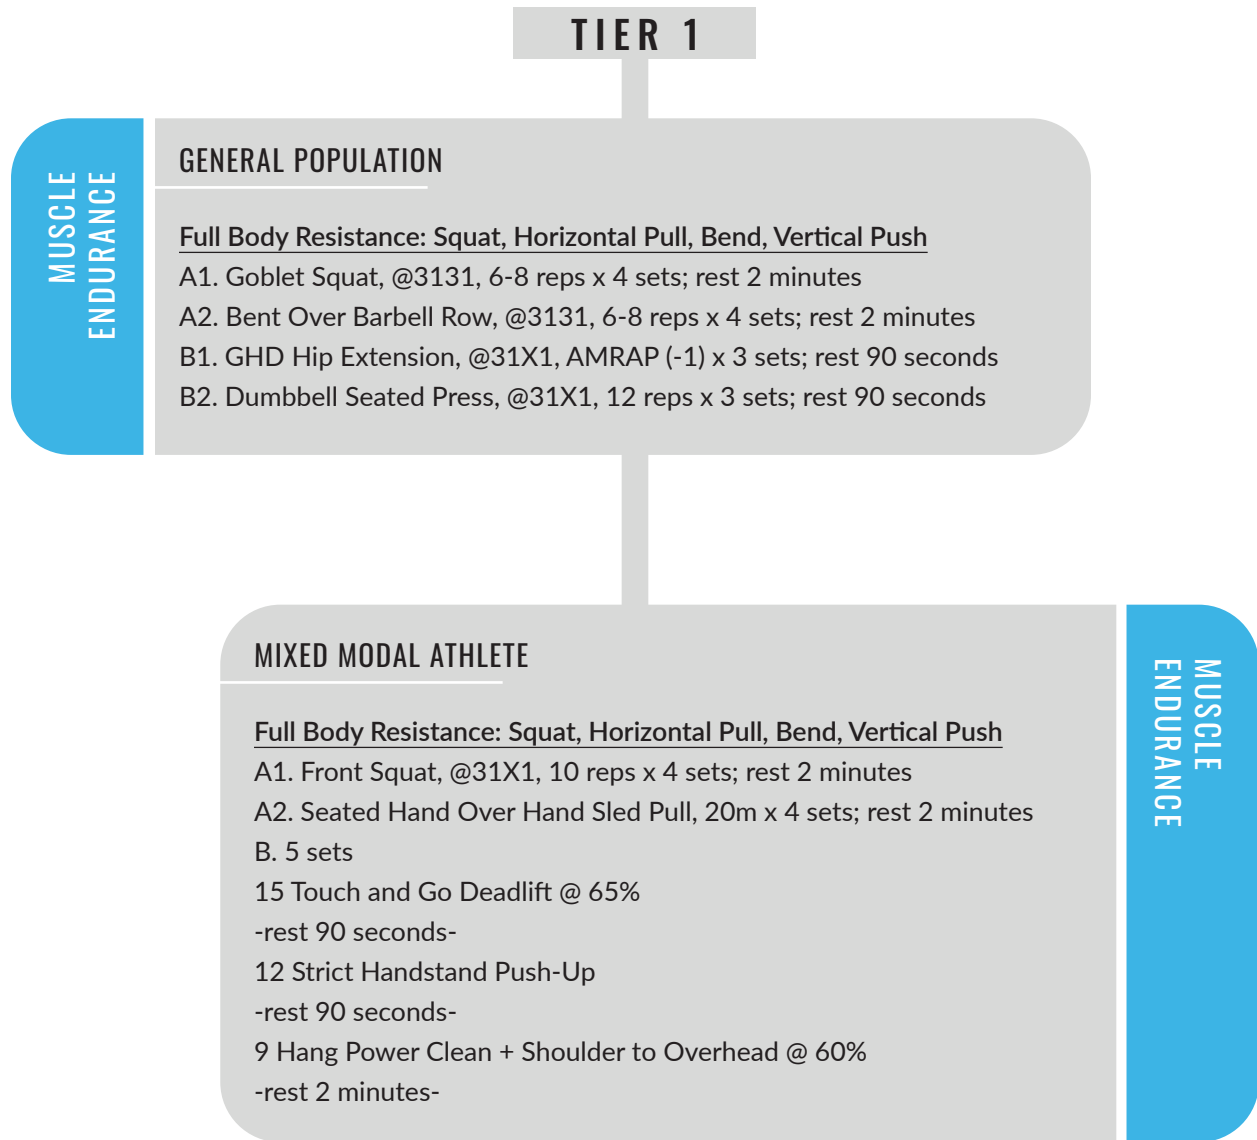 TIER 1
MUSCLE
ENDURANCE
GENERAL POPULATION
Full Body Resistance: Squat, Horizontal Pull, Bend, Vertical Push
A1. Goblet Squat, @3131, 6-8 reps x 4 sets; rest 2 minutes
A2. Bent Over Barbell Row, @3131, 6-8 reps x 4 sets; rest 2 minutes
B1. GHD Hip Extension, @31X1, AMRAP (-1) x 3 sets; rest 90 seconds
B2. Dumbbell Seated Press, @31X1, 12 reps x 3 sets; rest 90 seconds
MIXED MODAL ATHLETE
Full Body Resistance: Squat, Horizontal Pull, Bend, Vertical Push
A1. Front Squat, @31X1, 10 reps x 4 sets; rest 2 minutes
A2. Seated Hand Over Hand Sled Pull, 20m x 4 sets; rest 2 minutes
B. 5 sets
15 Touch and Go Deadlift @ 65%
-rest 90 seconds-
12 Strict Handstand Push-Up
-rest 90 seconds-
9 Hang Power Clean + Shoulder to Overhead @ 60%
-rest 2 minutes-
MUSCLE
ENDURANCE